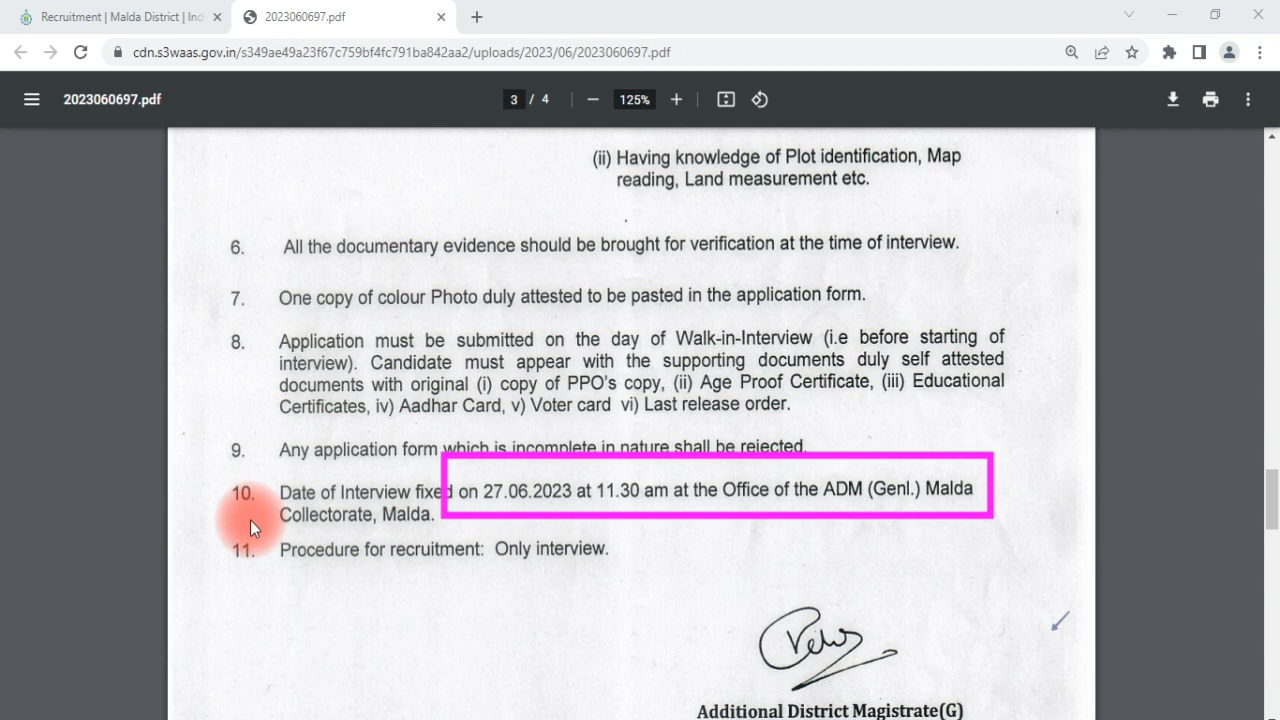 Recruitment | Malda District | Ind
2023060697.pdf
cdn.s3waas.gov.in/s349ae49a23f67c759bf4fc791ba842aa2/uploads/2023/06/2023060697.pdf
2023060697.pdf
3 / 4
125%
(ii) Having knowledge of Plot identification, Map
reading, Land measurement etc.
6. All the documentary evidence should be brought for verification at the time of interview.
7. One copy of colour Photo duly attested to be pasted in the application form.
8. Application must be submitted on the day of Walk-in-Interview (i.e before starting of
interview). Candidate must appear with the supporting documents duly self attested
documents with original (i) copy of PPO's copy, (ii) Age Proof Certificate, (iii) Educational
Certificates, iv) Aadhar Card, v) Voter card vi) Last release order.
9. Any application form which is incomplete in nature shall be rejected.
10. Date of Interview fixed on 27.06.2023 at 11.30 am at the Office of the ADM (Genl.) Malda
Collectorate, Malda.
11. Procedure for recruitment: Only interview.
Additional District Magistrate(G)